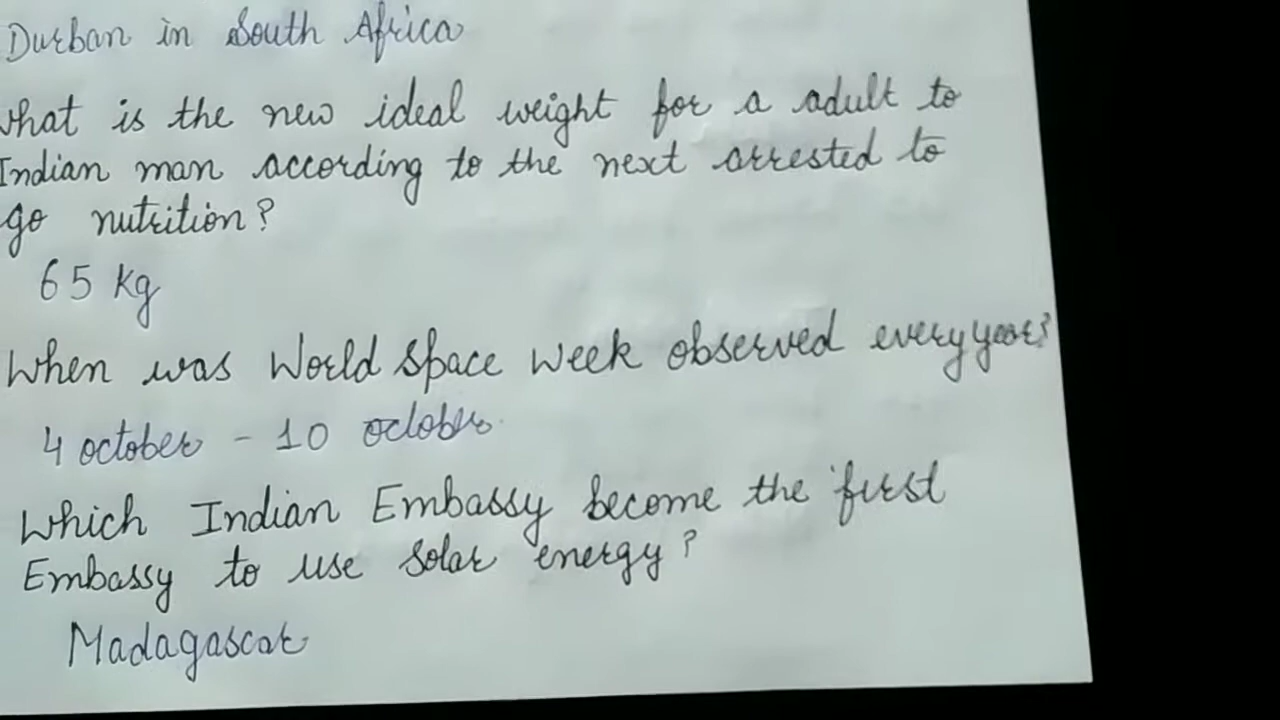 Durban in South Africa
what is the new ideal weight for a adult to
Indian man according to the next arrested to
go nutrition?
65 kg
When was World Space Week observed every year?
4 october - 10 october
Which Indian Embassy become the first
Embassy to use solar energy?
Madagascar